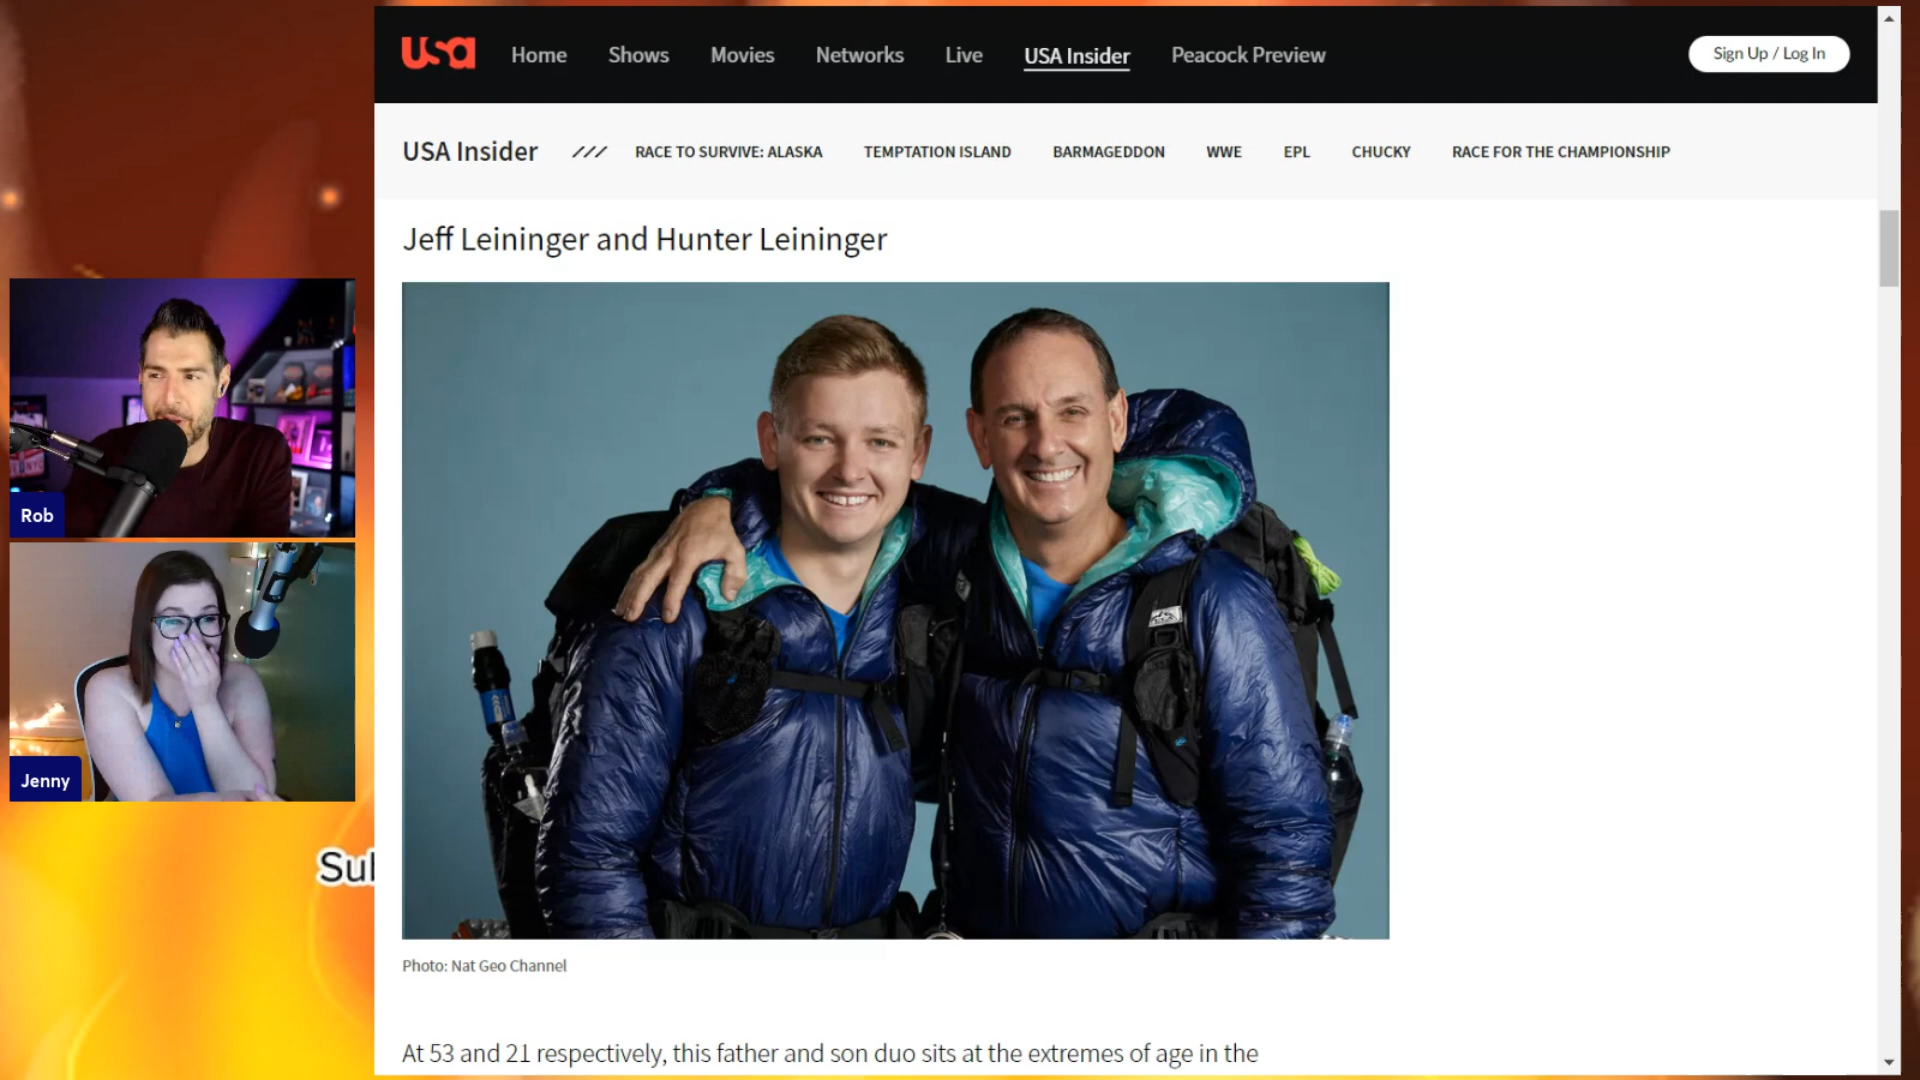 usa
Home
Shows
Movies
Networks
Live
USA Insider
Peacock Preview
Sign Up / Log In
USA Insider
RACE TO SURVIVE: ALASKA
TEMPTATION ISLAND
BARMAGEDDON
WWE
EPL
CHUCKY
RACE FOR THE CHAMPIONSHIP
Jeff Leininger and Hunter Leininger
Rob
Jenny
Photo: Nat Geo Channel
At 53 and 21 respectively, this father and son duo sits at the extremes of age in the